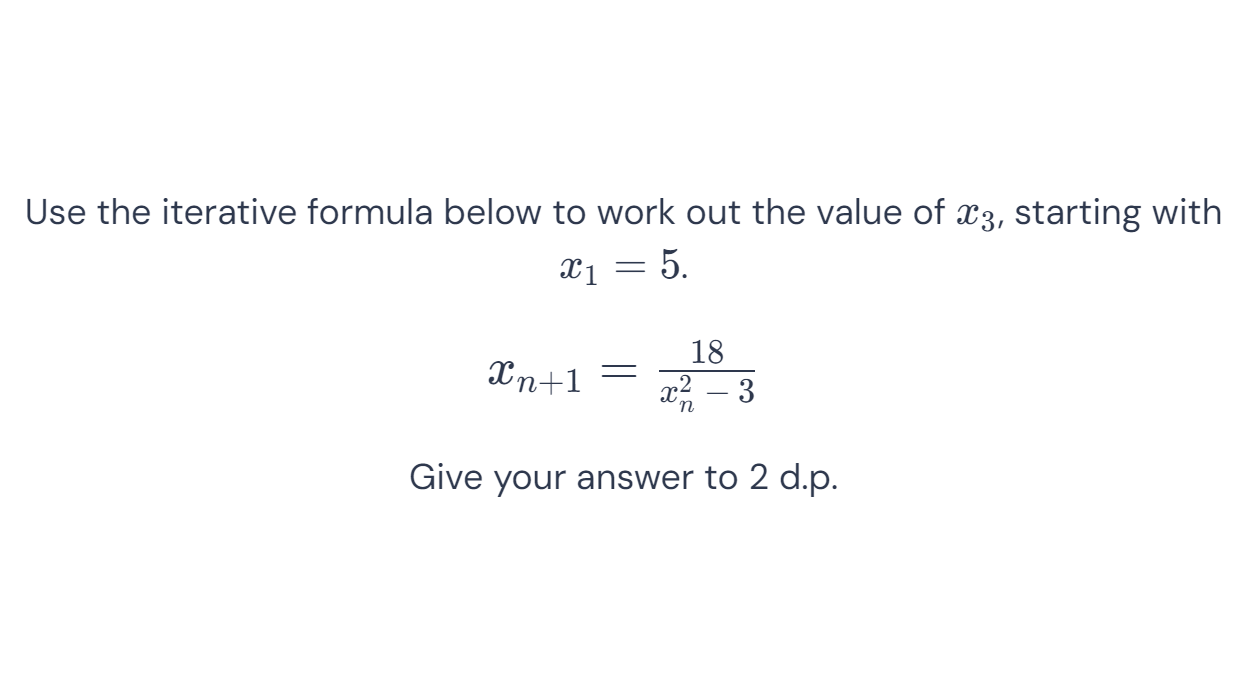 Use the iterative formula below to work out the value of $x_3$, starting with
$x_1 = 5$.
$x_{n+1} = \frac{18}{x_n^2 - 3}$
Give your answer to 2 d.p.